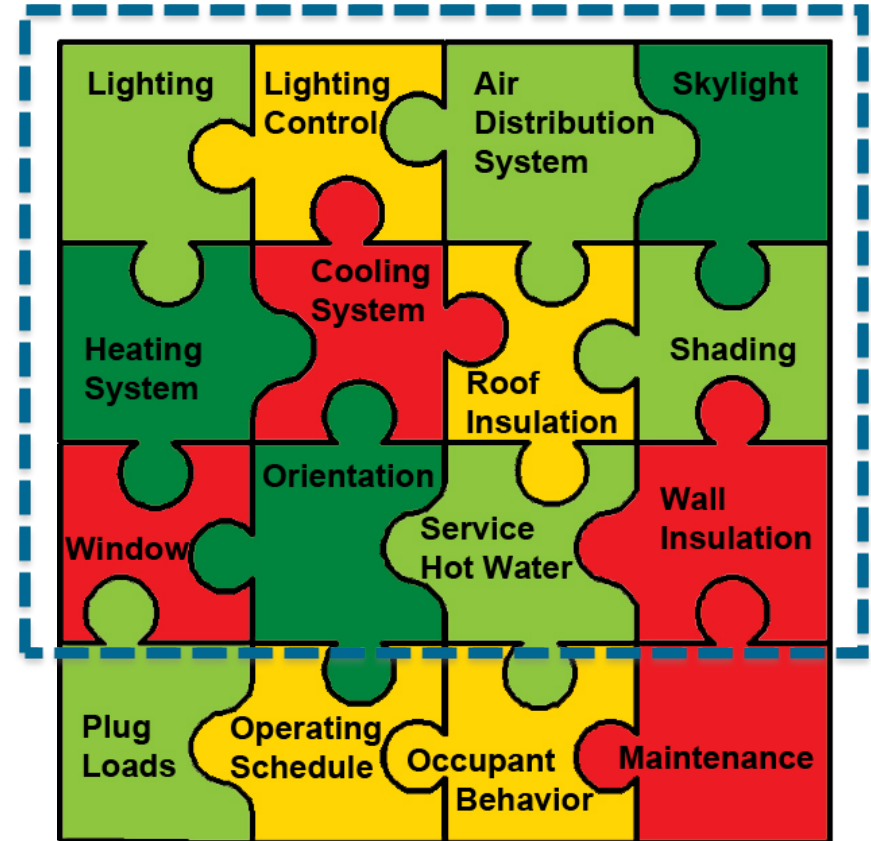 Lighting
Lighting
Control
Air
Distribution
System
Skylight
Heating
System
Cooling
System
Roof
Insulation
Shading
Window
Orientation
Service
Hot Water
Wall
Insulation
Plug
Loads
Operating
Schedule
Occupant
Behavior
Maintenance